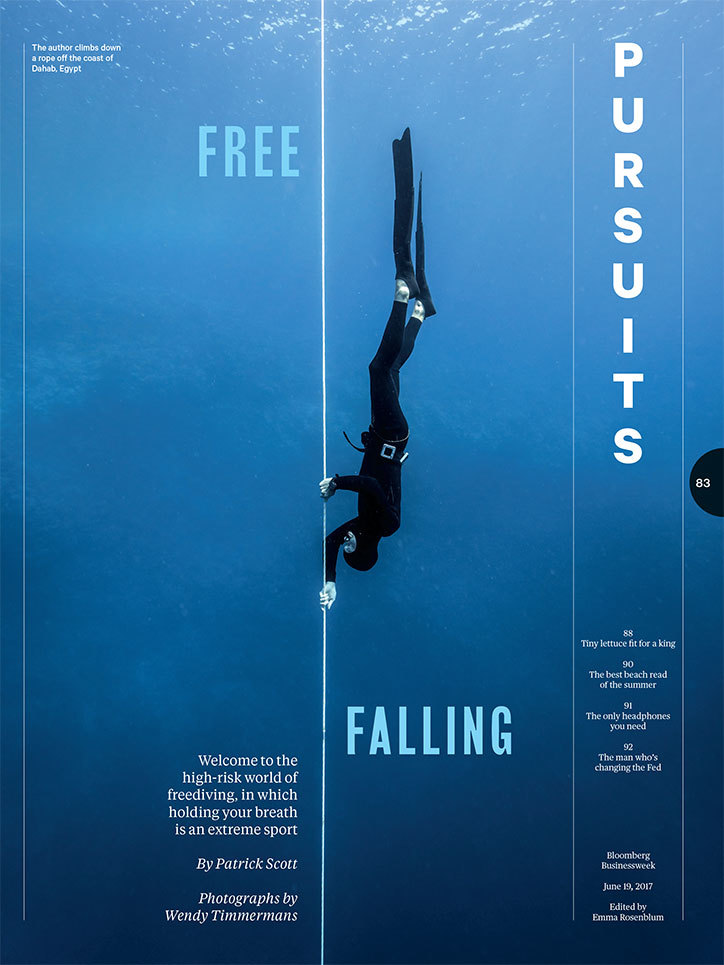 The author climbs down
a rope off the coast of
Dahab, Egypt
FREE
FALLING
Welcome to the
high-risk world of
freediving, in which
holding your breath
is an extreme sport
By Patrick Scott
Photographs by
Wendy Timmermans
PURSUITS
83
88
Tiny lettuce fit for a king
90
The best beach read
of the summer
91
The only headphones
you need
92
The man who's
changing the Fed
Bloomberg
Businessweek
June 19, 2017
Edited by
Emma Rosenblum